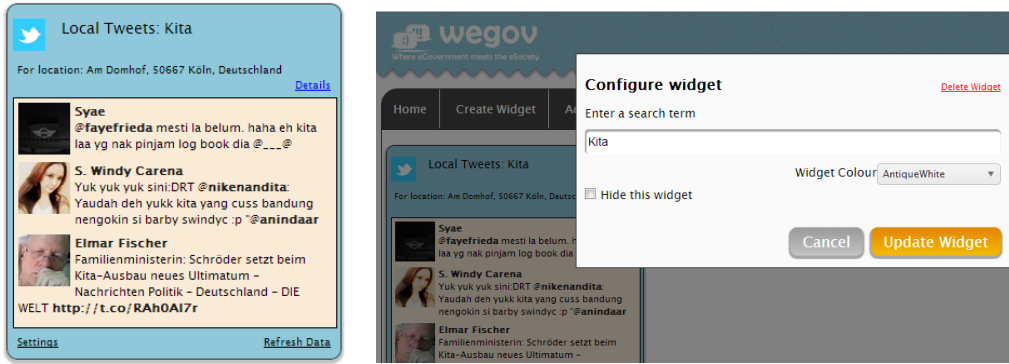 Local Tweets: Kita
For location: Am Domhof, 50667 Köln, Deutschland
Details
Syae
@fayefrieda mesti la belum. haha eh kita
laa yg nak pinjam log book dia @___@
S. Windy Carena
Yuk yuk yuk sini:DRT @nikenandita:
Yaudah deh yukk kita yang cuss bandung
nengokin si barby swindyc :p "@anindaar
Elmar Fischer
Familienministerin: Schröder setzt beim
Kita-Ausbau neues Ultimatum -
Nachrichten Politik - Deutschland - DIE
WELT http://t.co/RAh0AI7r
Settings
Refresh Data
wegov
Where eGovernment meets the eSociety
Home
Create Widget
Local Tweets: Kita
For location: Am Domhof, 50667 Köln,
Syae
@fayefrieda mesti la belum.
laa yg nak pinjam log book dia
S. Windy Carena
Yuk yuk yuk sini:DRT @nikenandita:
Yaudah deh yukk kita yang cuss bandung
nengokin si barby swindyc :p "@anindaar
Elmar Fischer
Familienministerin: Schröder setzt beim
Kita-Ausbau neues Ultimatum -
Configure widget
Delete Widget
Enter a search term
Kita
Widget Colour
AntiqueWhite
Hide this widget
Cancel
Update Widget